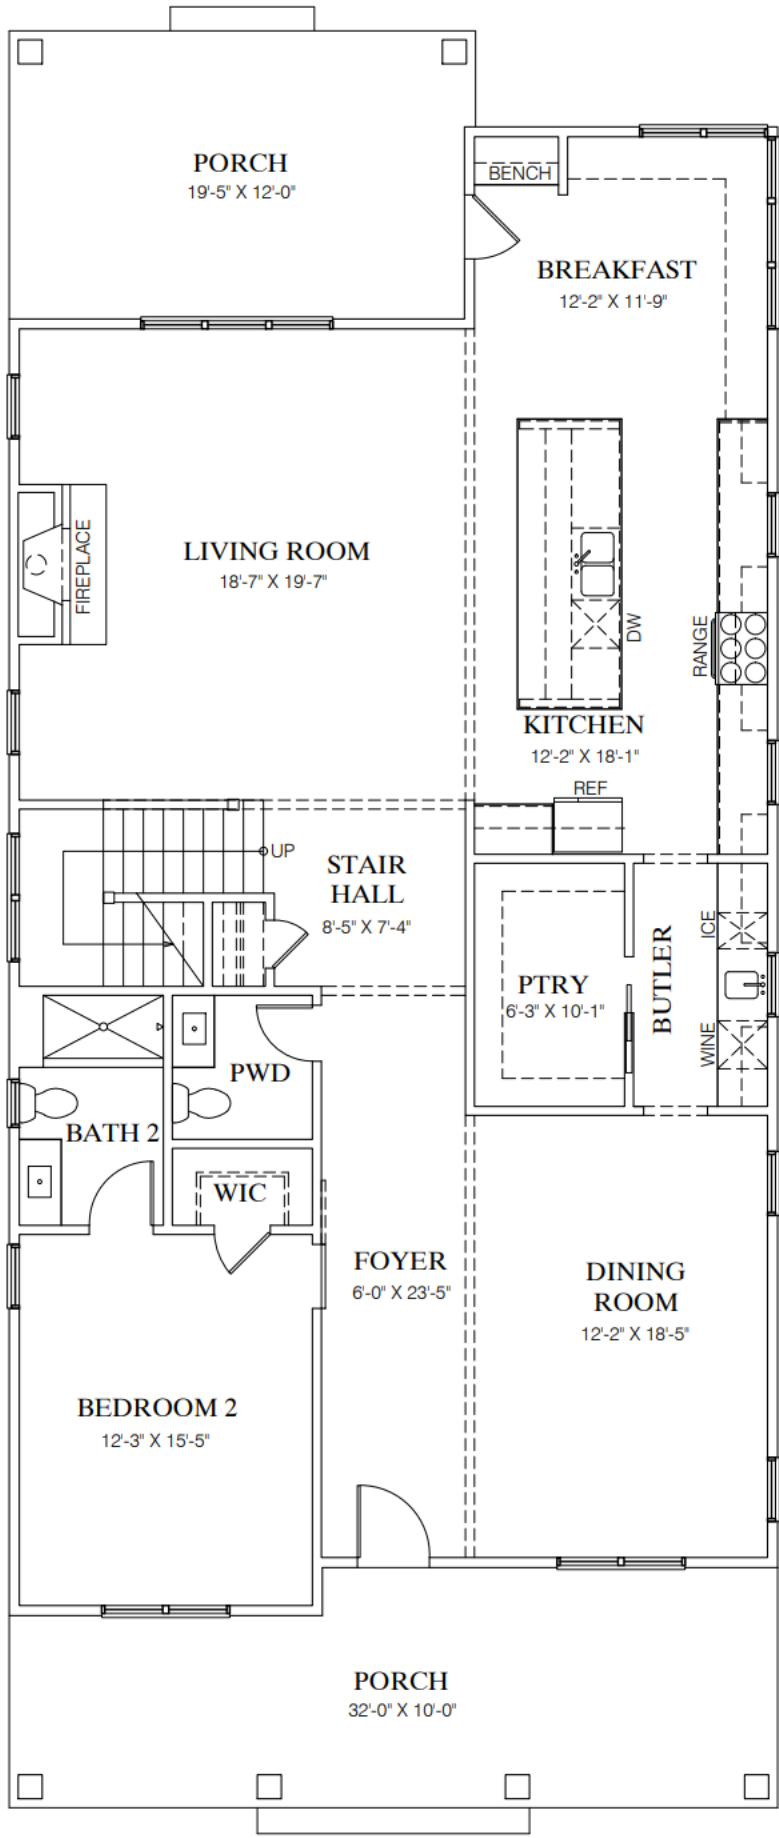 PORCH
19'-5" X 12'-0"
BENCH
BREAKFAST
12'-2" X 11'-9"
LIVING ROOM
18'-7" X 19'-7"
FIREPLACE
DW
RANGE
KITCHEN
12'-2" X 18'-1"
REF
UP
STAIR
HALL
8'-5" X 7'-4"
PTRY
6'-3" X 10'-1"
BUTLER
ICE
WINE
PWD
BATH 2
WIC
FOYER
6'-0" X 23'-5"
DINING
ROOM
12'-2" X 18'-5"
BEDROOM 2
12'-3" X 15'-5"
PORCH
32'-0" X 10'-0"